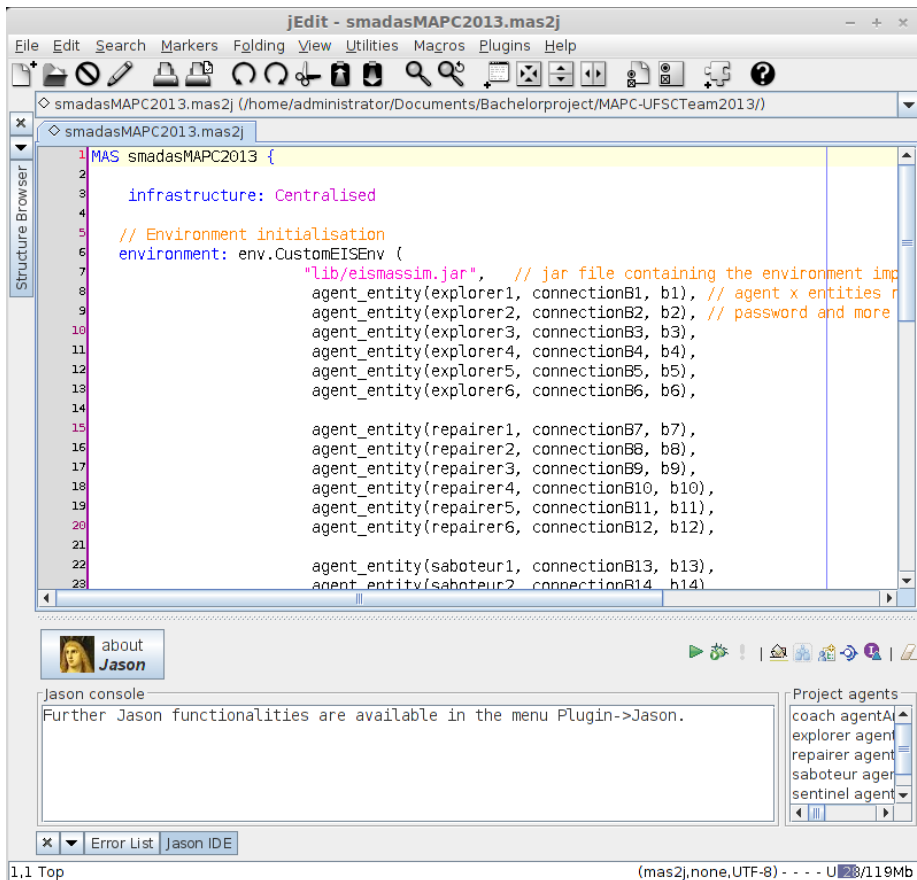 jEdit - smadasMAPC2013.mas2j
File Edit Search Markers Folding View Utilities Macros Plugins Help
smadasMAPC2013.mas2j (/home/administrator/Documents/Bachelorproject/MAPC-UFSCTeam2013/)
smadasMAPC2013.mas2j
Structure Browser
1 MAS smadasMAPC2013 {
2
3 infrastructure: Centralised
4
5 // Environment initialisation
6 environment: env.CustomEISEnv (
7 "lib/eismassim.jar", // jar file containing the environment imp
8 agent_entity(explorer1, connectionB1, b1), // agent x entities
9 agent_entity(explorer2, connectionB2, b2), // password and more
10 agent_entity(explorer3, connectionB3, b3),
11 agent_entity(explorer4, connectionB4, b4),
12 agent_entity(explorer5, connectionB5, b5),
13 agent_entity(explorer6, connectionB6, b6),
14
15 agent_entity(repairer1, connectionB7, b7),
16 agent_entity(repairer2, connectionB8, b8),
17 agent_entity(repairer3, connectionB9, b9),
18 agent_entity(repairer4, connectionB10, b10),
19 agent_entity(repairer5, connectionB11, b11),
20 agent_entity(repairer6, connectionB12, b12),
21
22 agent_entity(saboteur1, connectionB13, b13),
23 agent_entity(saboteur2, connectionB14, b14)
about
Jason
Jason console
Further Jason functionalities are available in the menu Plugin->Jason.
Project agents
coach agentAr
explorer agent
repairer agent
saboteur agen
sentinel agent
Error List Jason IDE
1,1 Top (mas2j,none,UTF-8) - - - - U 28/119Mb